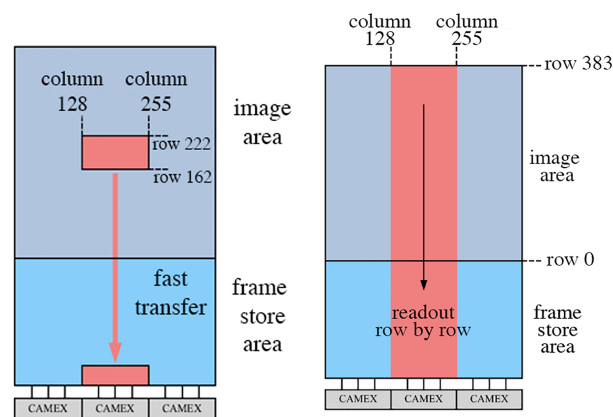 column column
128 255
row 222
row 162
image
area
fast
transfer
frame
store
area
CAMEX CAMEX CAMEX
column column
128 255
row 383
image
area
row 0
readout
row by row
frame
store
area
CAMEX CAMEX CAMEX